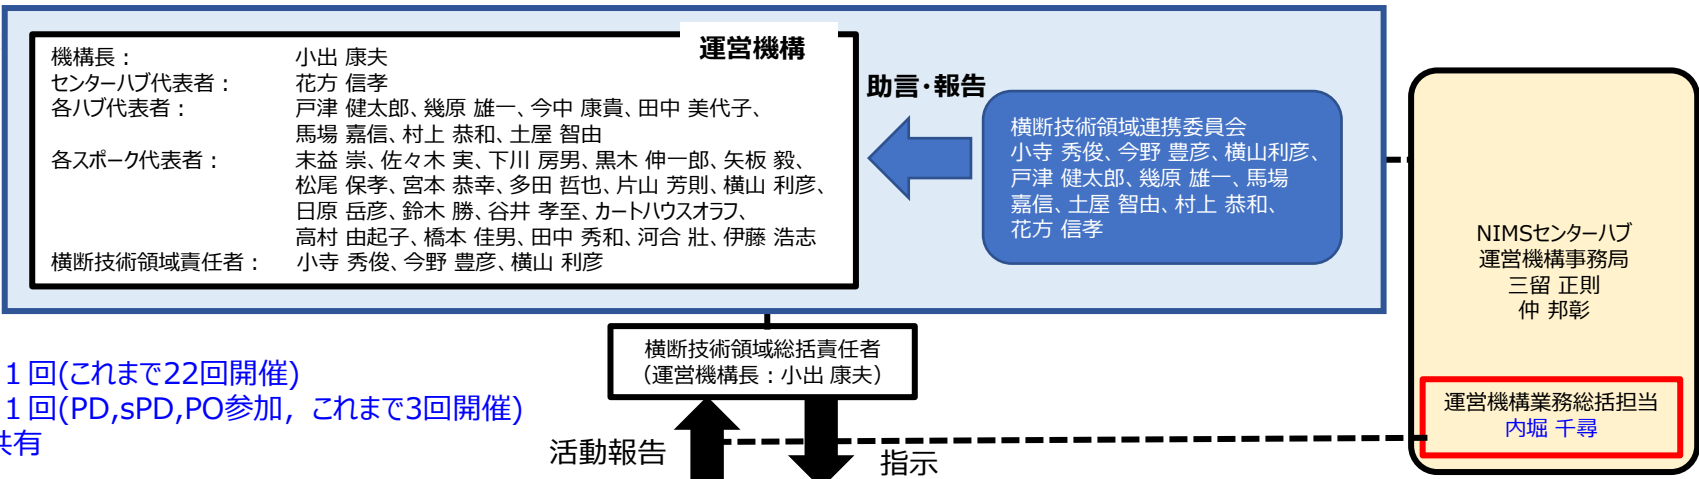 運営機構
機構長： 小出 康夫
センターハブ代表者： 花方 信孝
各ハブ代表者： 戸津 健太郎、幾原 雄一、今中 康貴、田中 美代子、
馬場 嘉信、村上 恭和、土屋 智由
各スポーク代表者： 末益 崇、佐々木 実、下川 房男、黒木 伸一郎、矢板 毅、
松尾 保孝、宮本 恭幸、多田 哲也、片山 芳則、横山 利彦、
日原 岳彦、鈴木 勝、谷井 孝至、カートハウスオラフ、
高村 由起子、橋本 佳男、田中 秀和、河合 壯、伊藤 浩志
横断技術領域責任者： 小寺 秀俊、今野 豊彦、横山 利彦
助言・報告
横断技術領域連携委員会
小寺 秀俊、今野 豊彦、横山利彦、
戸津 健太郎、幾原 雄一、馬場
嘉信、土屋 智由、村上 恭和、
花方 信孝
NIMSセンターハブ
運営機構事務局
三留 正則
仲 邦彰
運営機構業務総括担当
内堀 千尋
横断技術領域総括責任者
（運営機構長：小出 康夫）
１回(これまで22回開催)
１回(PD,sPD,PO参加, これまで3回開催)
共有
活動報告
指示